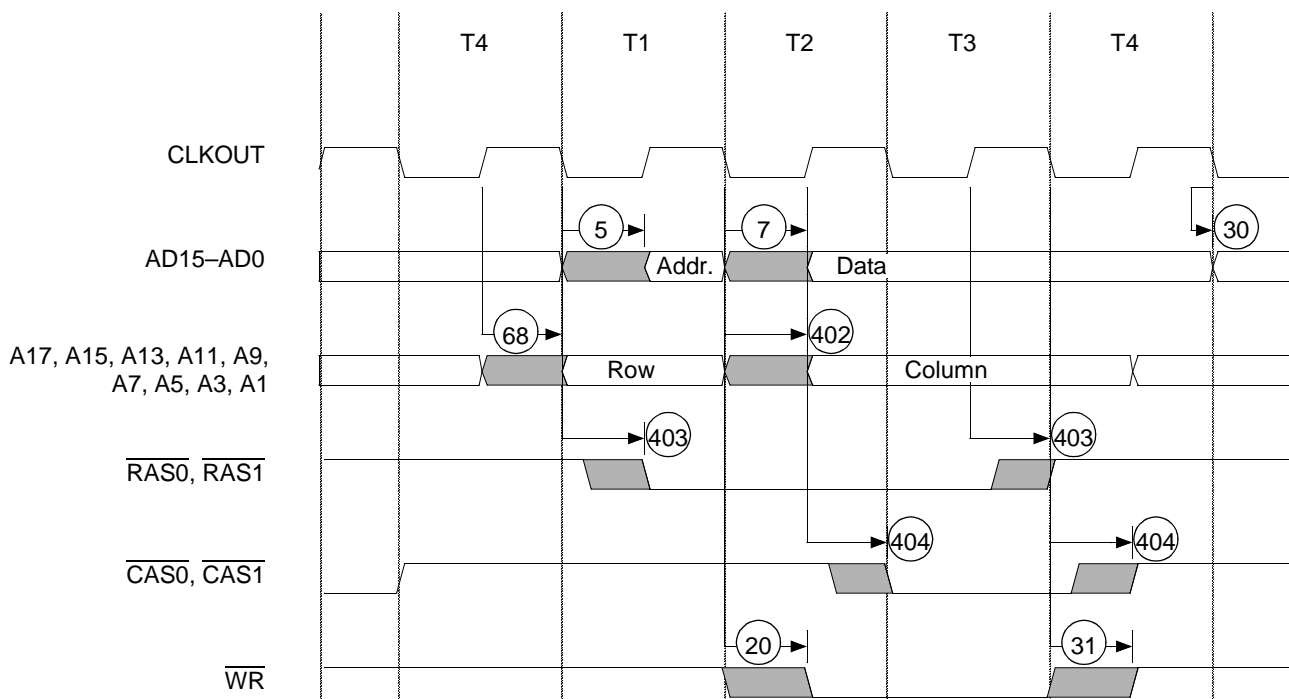 T4 T1 T2 T3 T4
CLKOUT
5 7 30
AD15–AD0 Addr. Data
68 402
A17, A15, A13, A11, A9,
A7, A5, A3, A1
Row Column
403 403
RAS0, RAS1
404 404
CAS0, CAS1
20 31
WR